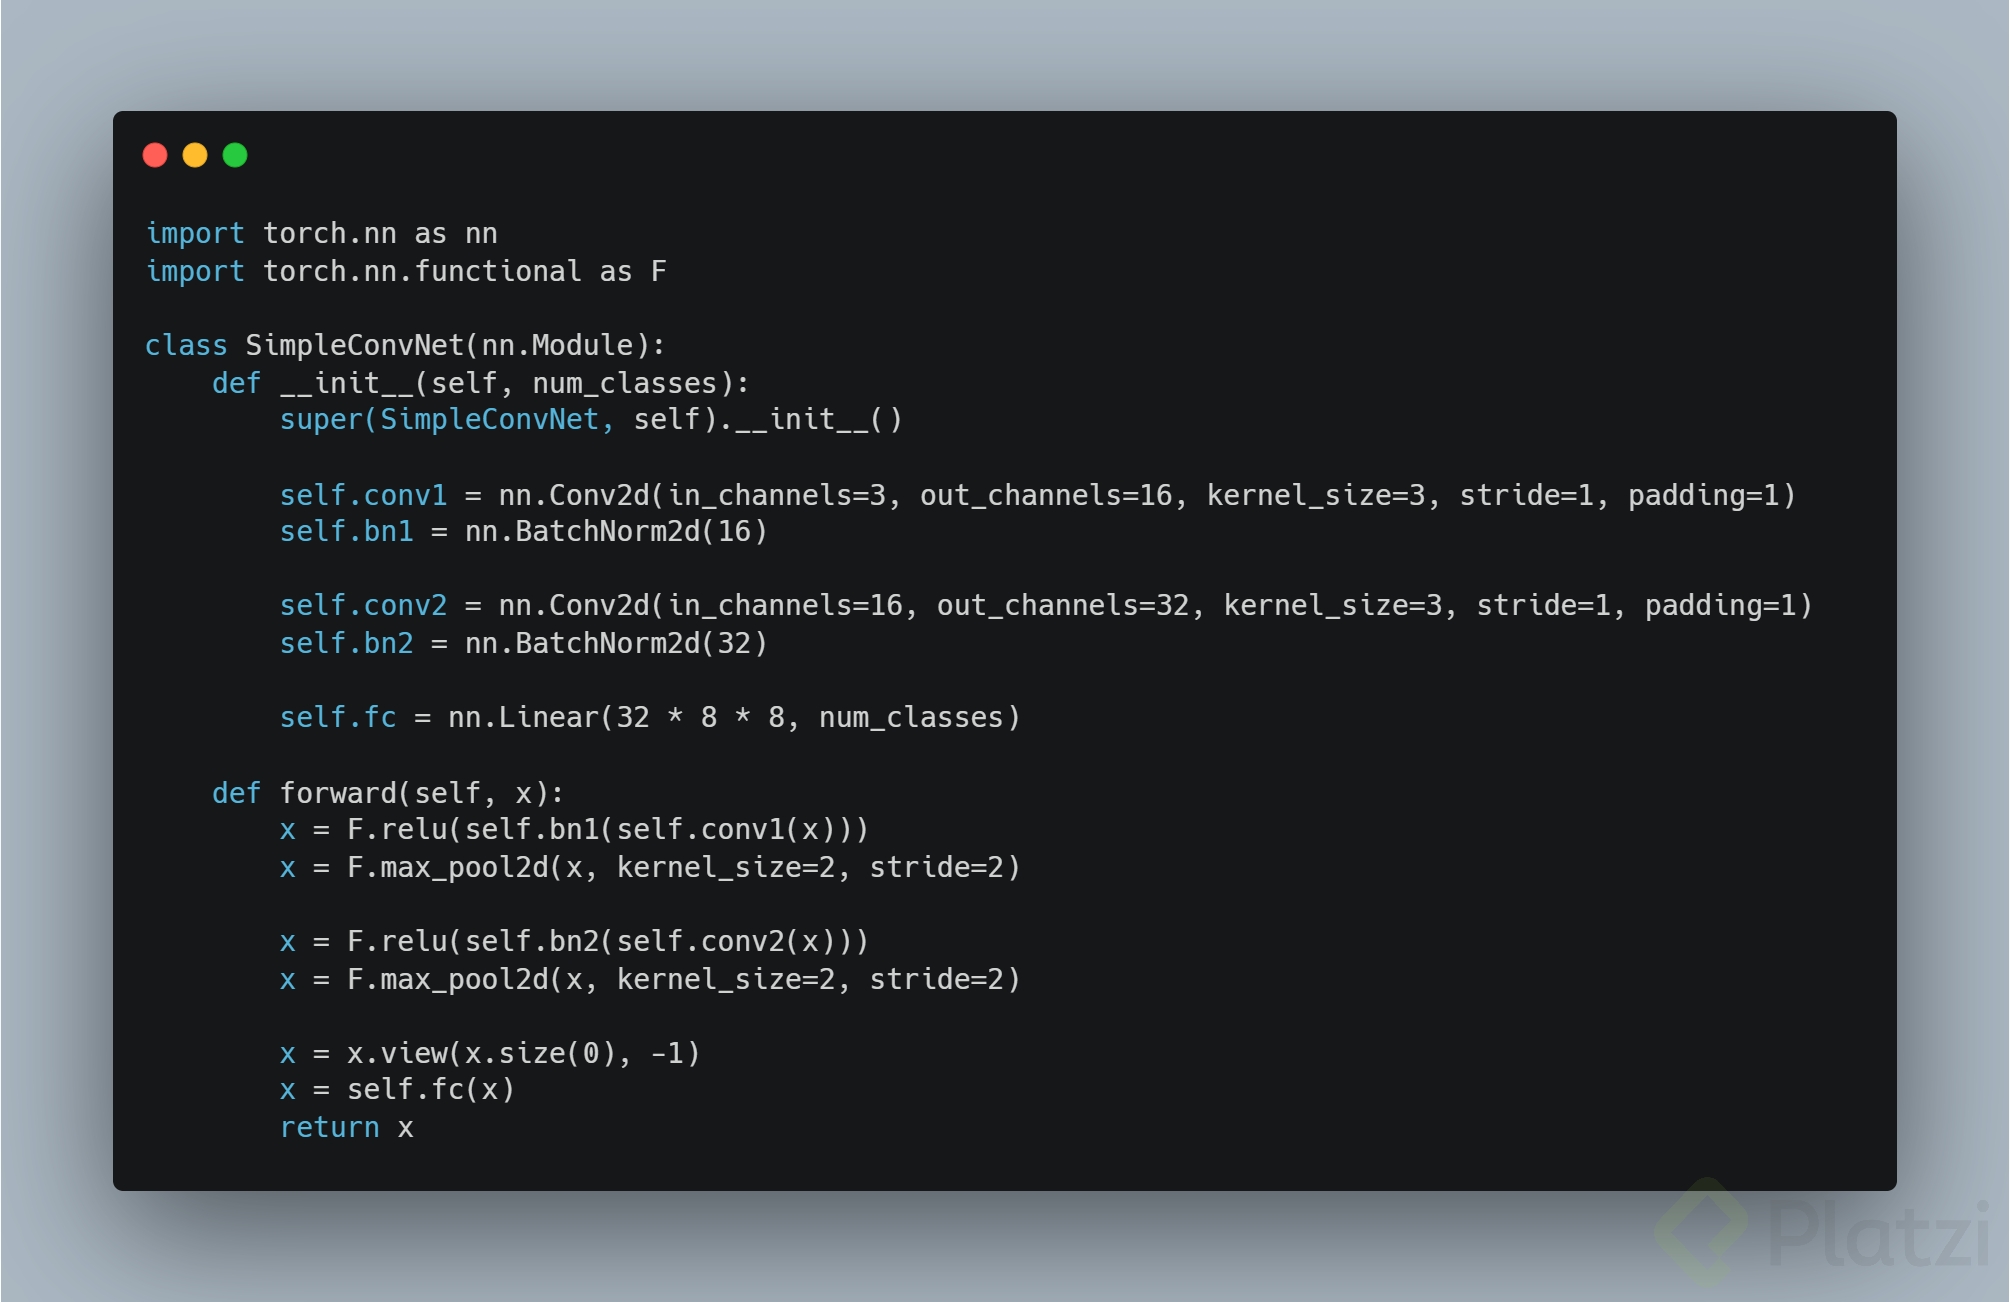 import torch.nn as nn
import torch.nn.functional as F

class SimpleConvNet(nn.Module):
    def __init__(self, num_classes):
        super(SimpleConvNet, self).__init__()

        self.conv1 = nn.Conv2d(in_channels=3, out_channels=16, kernel_size=3, stride=1, padding=1)
        self.bn1 = nn.BatchNorm2d(16)

        self.conv2 = nn.Conv2d(in_channels=16, out_channels=32, kernel_size=3, stride=1, padding=1)
        self.bn2 = nn.BatchNorm2d(32)

        self.fc = nn.Linear(32 * 8 * 8, num_classes)

    def forward(self, x):
        x = F.relu(self.bn1(self.conv1(x)))
        x = F.max_pool2d(x, kernel_size=2, stride=2)

        x = F.relu(self.bn2(self.conv2(x)))
        x = F.max_pool2d(x, kernel_size=2, stride=2)

        x = x.view(x.size(0), -1)
        x = self.fc(x)
        return x
Platzi